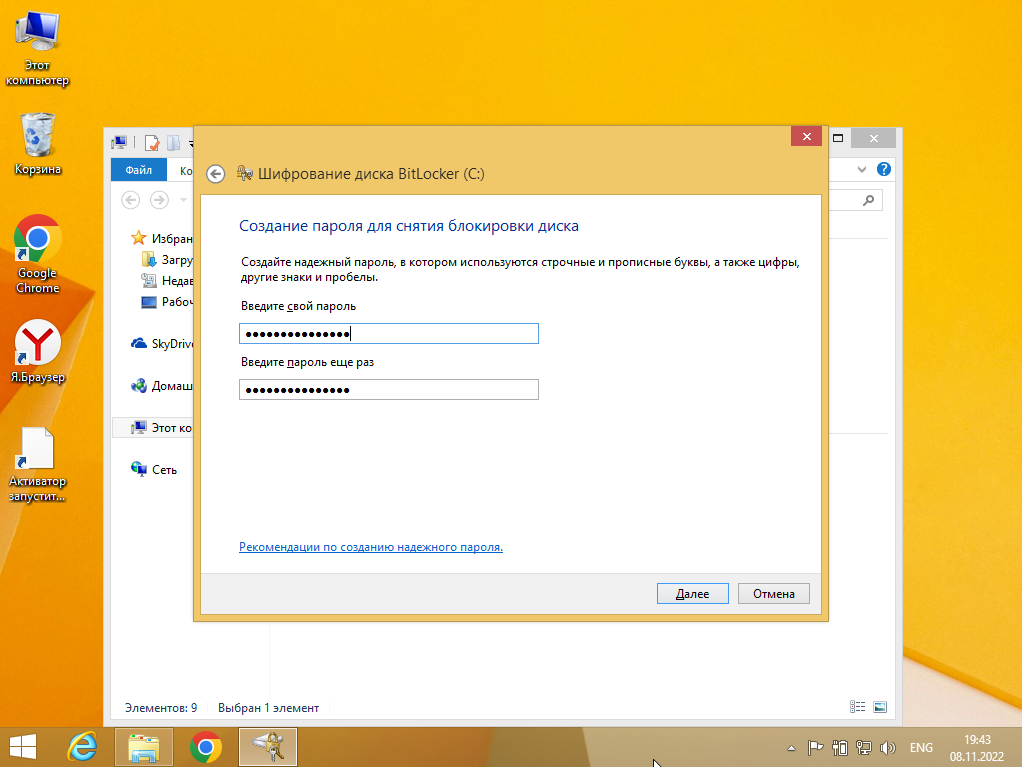 Этот
компьютер
Корзина
Google
Chrome
Я.Браузер
Активатор
запустит...
Файл
Ко
Избран
Загру
Недав
Рабоч
SkyDrive
Домаш
Этот ко
Сеть
Шифрование диска BitLocker (C:)
Создание пароля для снятия блокировки диска
Создайте надежный пароль, в котором используются строчные и прописные буквы, а также цифры,
другие знаки и пробелы.
Введите свой пароль
●●●●●●●●●●●●●●●
Введите пароль еще раз
●●●●●●●●●●●●●●●
Рекомендации по созданию надежного пароля.
Далее
Отмена
Элементов: 9
Выбран 1 элемент
ENG
19:43
08.11.2022